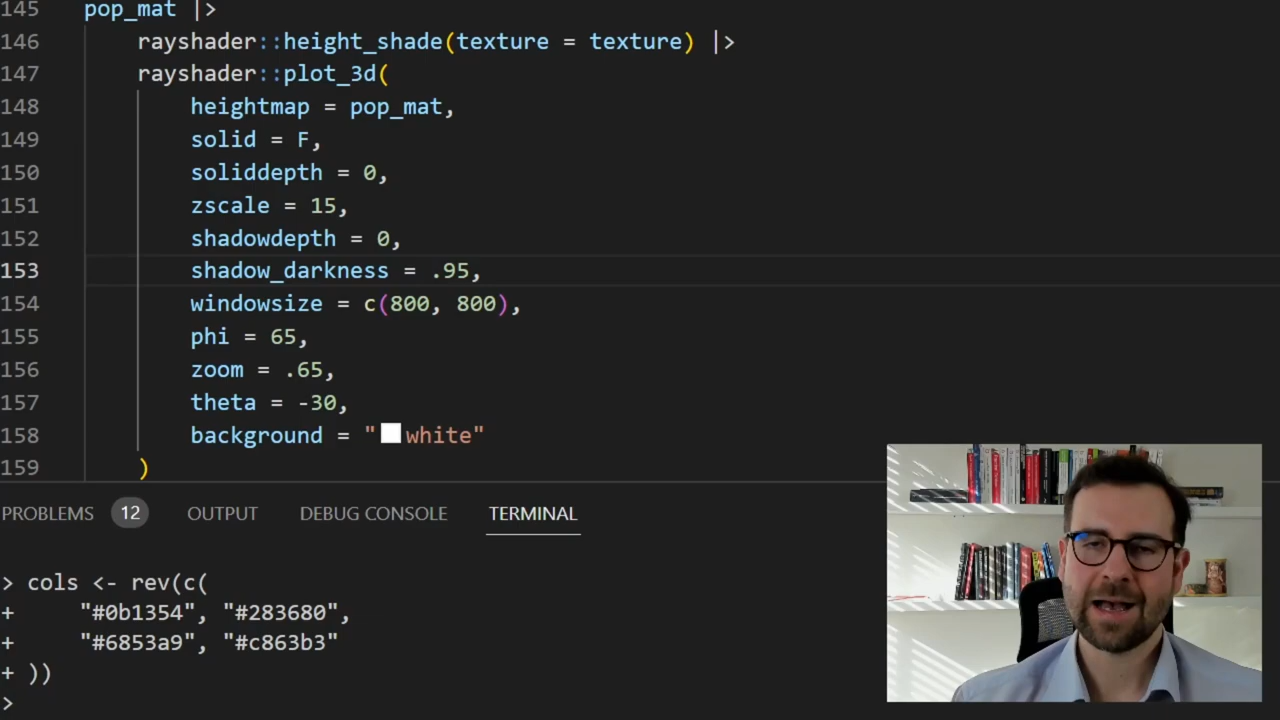 145 pop_mat |>
146 rayshader::height_shade(texture = texture) |>
147 rayshader::plot_3d(
148 heightmap = pop_mat,
149 solid = F,
150 soliddepth = 0,
151 zscale = 15,
152 shadowdepth = 0,
153 shadow_darkness = .95,
154 windowsize = c(800, 800),
155 phi = 65,
156 zoom = .65,
157 theta = -30,
158 background = "white"
159 )
PROBLEMS 12 OUTPUT DEBUG CONSOLE TERMINAL
> cols <- rev(c(
+ "#0b1354", "#283680",
+ "#6853a9", "#c863b3"
+ ))
>